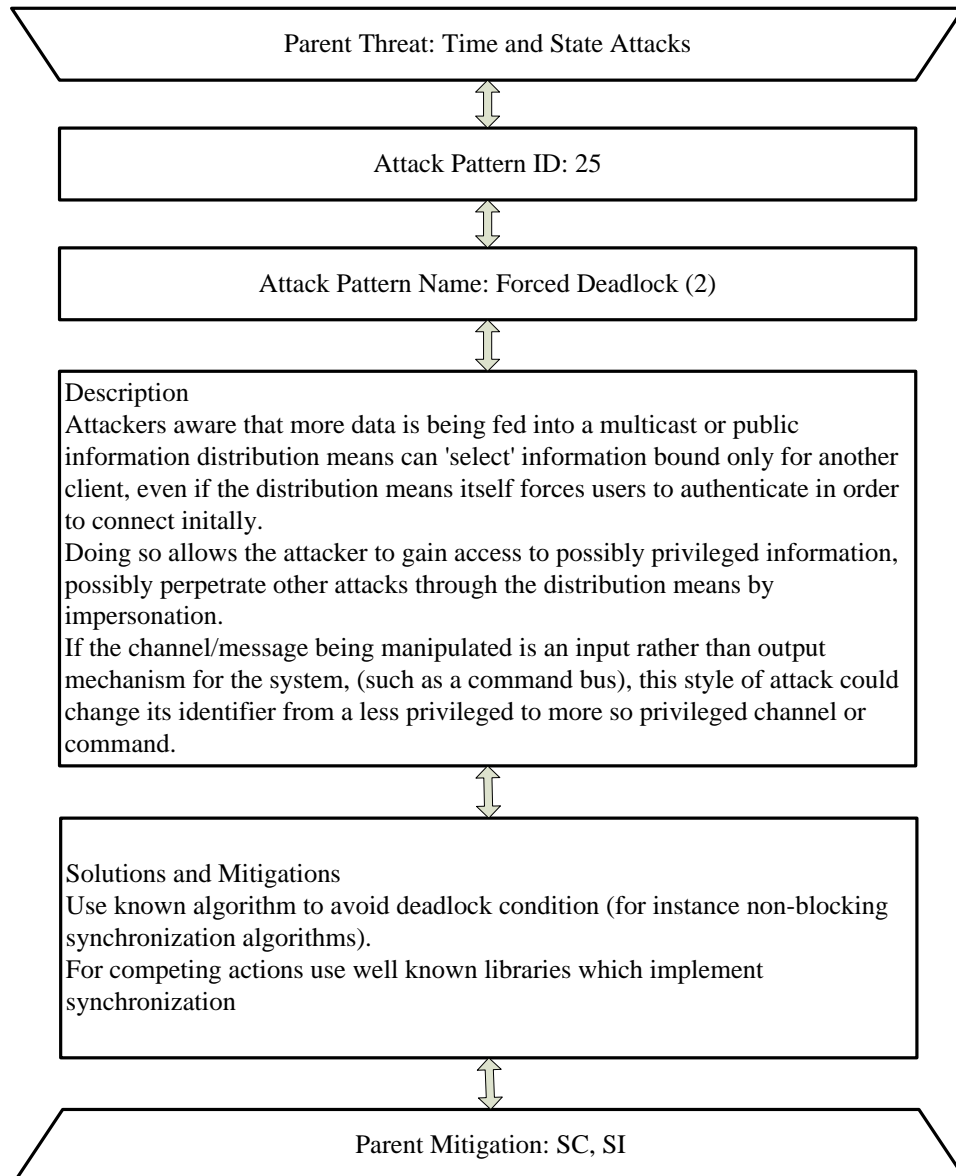 Parent Threat: Time and State Attacks
Attack Pattern ID: 25
Attack Pattern Name: Forced Deadlock (2)
Description
Attackers aware that more data is being fed into a multicast or public
information distribution means can 'select' information bound only for another
client, even if the distribution means itself forces users to authenticate in order
to connect initally.
Doing so allows the attacker to gain access to possibly privileged information,
possibly perpetrate other attacks through the distribution means by
impersonation.
If the channel/message being manipulated is an input rather than output
mechanism for the system, (such as a command bus), this style of attack could
change its identifier from a less privileged to more so privileged channel or
command.
Solutions and Mitigations
Use known algorithm to avoid deadlock condition (for instance non-blocking
synchronization algorithms).
For competing actions use well known libraries which implement
synchronization
Parent Mitigation: SC, SI